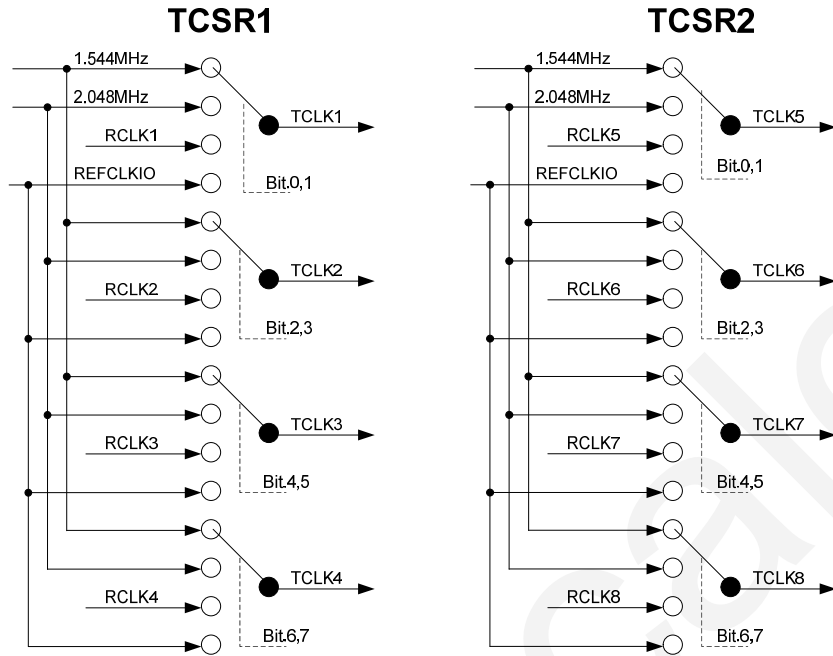 TCSR1
1.544MHz
2.048MHz
TCLK1
RCLK1
REFCLKIO
Bit.0,1
TCLK2
RCLK2
Bit.2,3
TCLK3
RCLK3
Bit.4,5
TCLK4
RCLK4
Bit.6,7
TCSR2
1.544MHz
2.048MHz
TCLK5
RCLK5
Bit.0,1
REFCLKIO
TCLK6
RCLK6
Bit.2,3
TCLK7
RCLK7
Bit.4,5
TCLK8
RCLK8
Bit.6,7